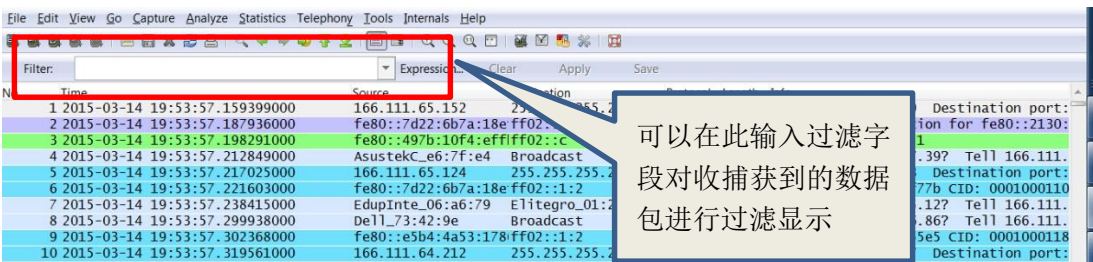 File Edit View Go Capture Analyze Statistics Telephony Tools Internals Help
Filter: Expression... Clear Apply Save
Time Source
1 2015-03-14 19:53:57.159399000 166.111.65.152 Destination port:
2 2015-03-14 19:53:57.187936000 fe80::7d22:6b7a:18e ff02: for fe80::2130:
3 2015-03-14 19:53:57.198291000 fe80::497b:10f4:eff ff02::c
4 2015-03-14 19:53:57.212849000 AsustekC_e6:7f:e4 Broadcast .39? Tell 166.111.
5 2015-03-14 19:53:57.217025000 166.65.124 255.255.255.2 Destination port:
6 2015-03-14 19:53:57.221603000 fe80::7d22:6b7a:18e ff02::1:2 77b CID: 0001000110
7 2015-03-14 19:53:57.238415000 EdupInte_06:a6:79 Elitegro_01:2 .12? Tell 166.111.
8 2015-03-14 19:53:57.299938000 Dell_73:42:9e Broadcast .86? Tell 166.111.
9 2015-03-14 19:53:57.302368000 fe80::e5b4:4a53:178 ff02::1:2 5e5 CID: 0001000118
10 2015-03-14 19:53:57.319561000 166.111.64.212 255.255.255.2 Destination port:
可以在此输入过滤字
段对收捕获到的数据
包进行过滤显示